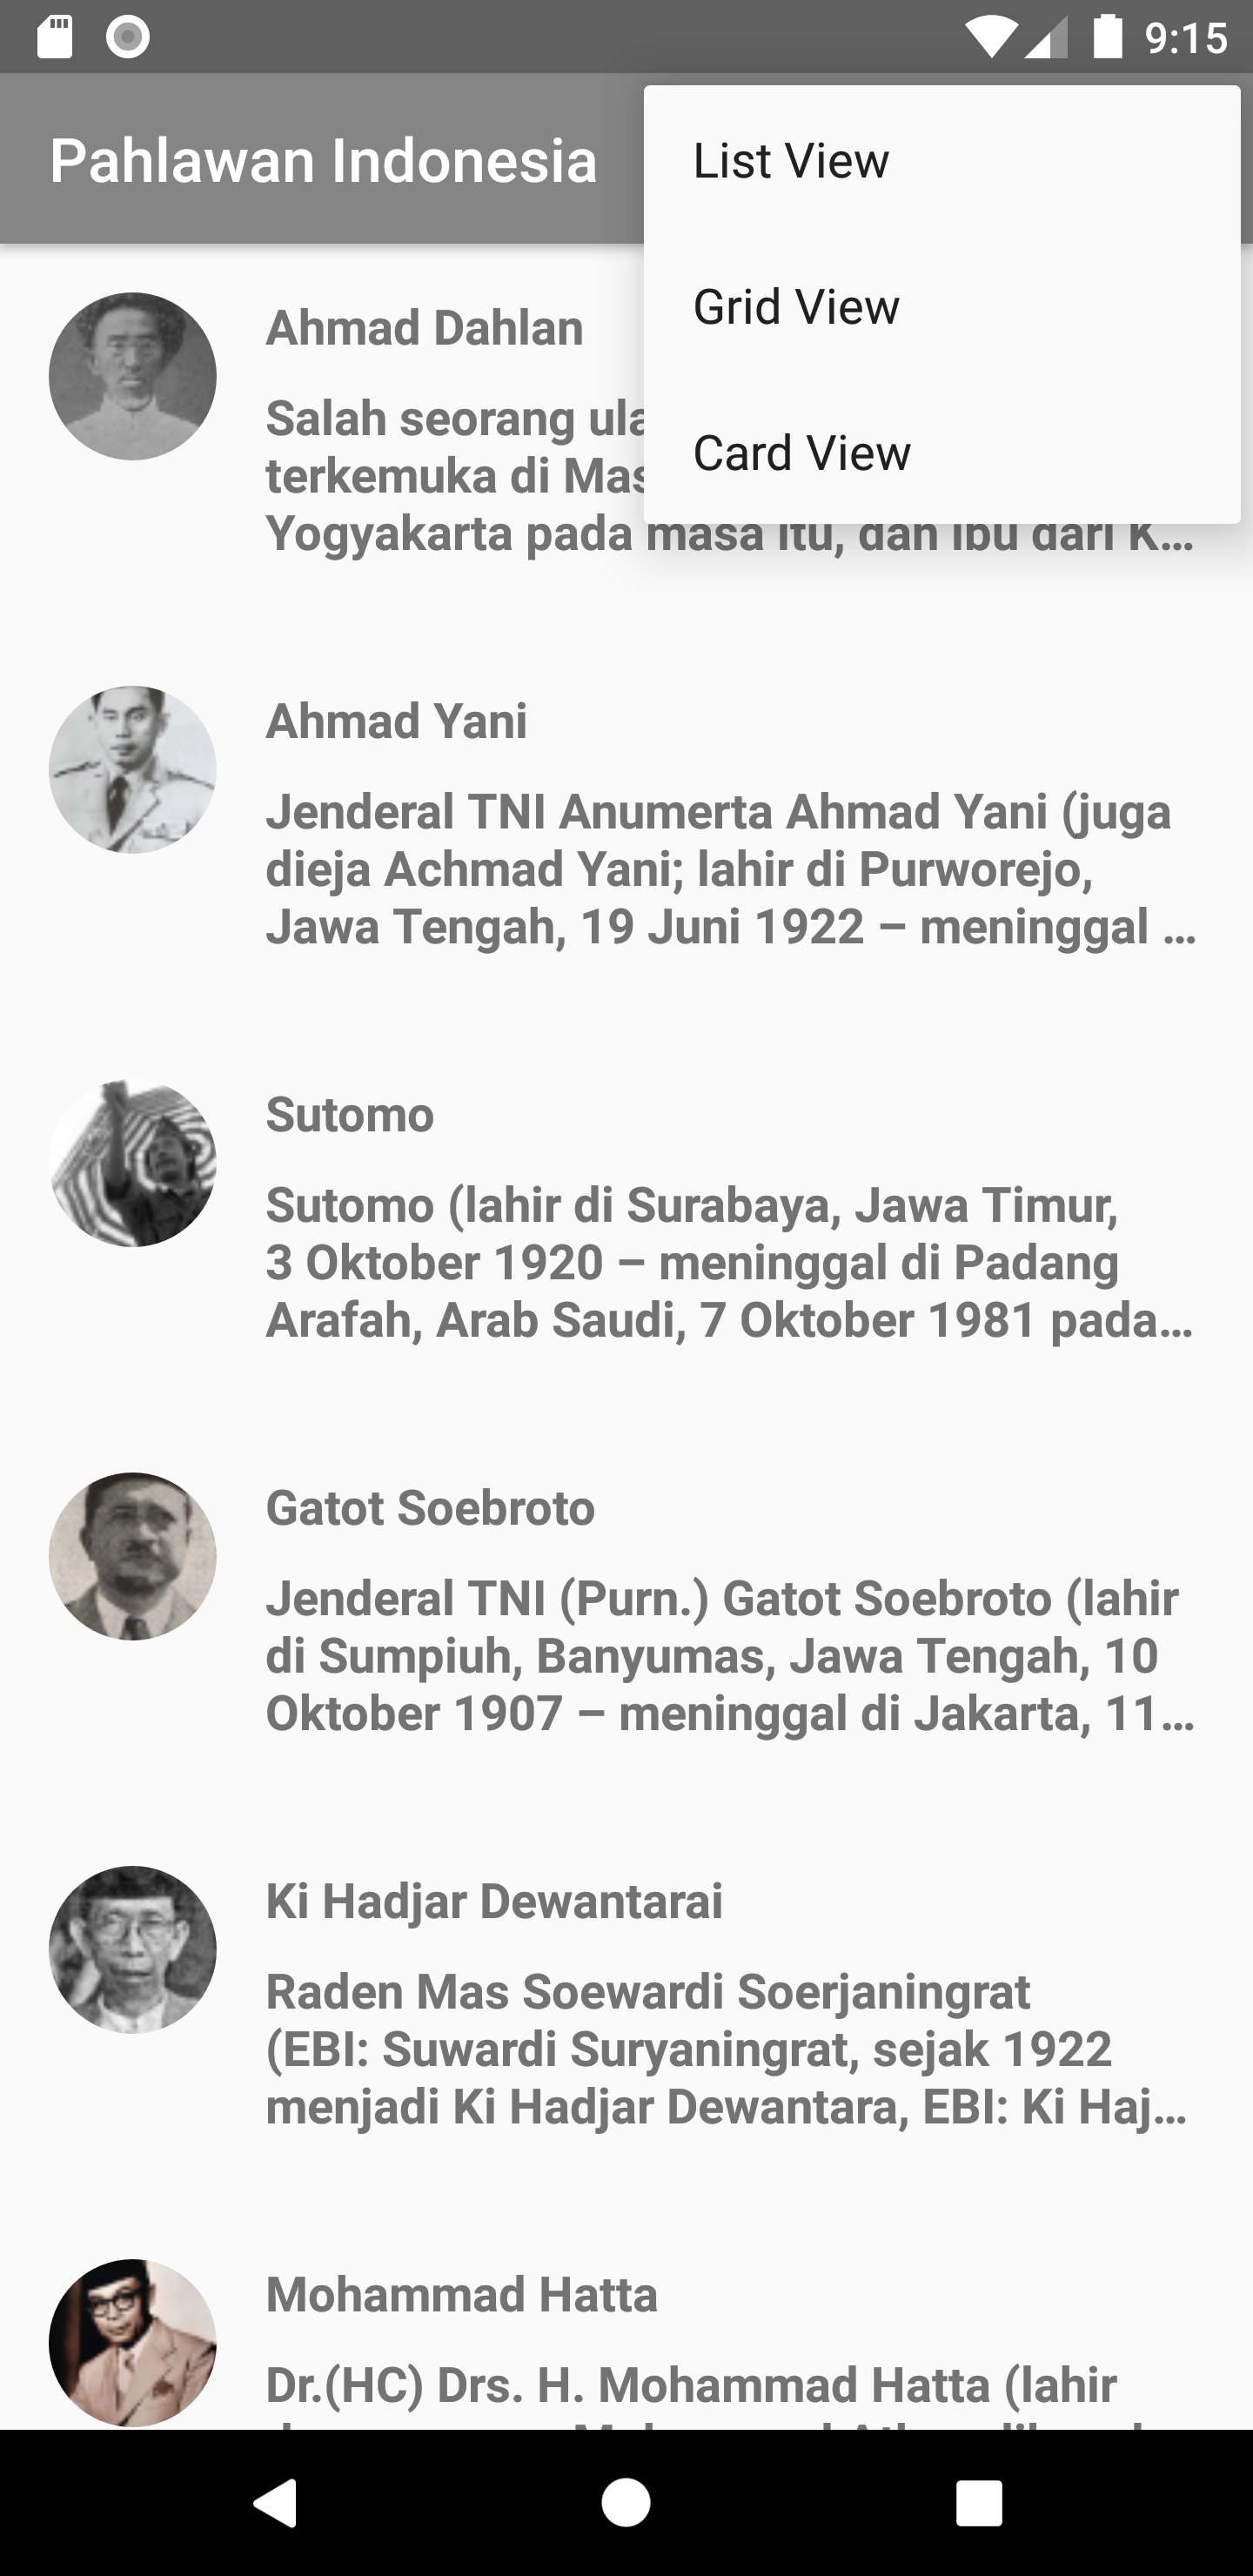 9:15
Pahlawan Indonesia
List View
Grid View
Card View
Ahmad Dahlan
Salah seorang
terkemuka di
Yogyakarta pada masa itu, dan ibu dari K...
Ahmad Yani
Jenderal TNI Anumerta Ahmad Yani (juga
dieja Achmad Yani; lahir di Purworejo,
Jawa Tengah, 19 Juni 1922 – meninggal ...
Sutomo
Sutomo (lahir di Surabaya, Jawa Timur,
3 Oktober 1920 – meninggal di Padang
Arafah, Arab Saudi, 7 Oktober 1981 pada...
Gatot Soebroto
Jenderal TNI (Purn.) Gatot Soebroto (lahir
di Sumpiuh, Banyumas, Jawa Tengah, 10
Oktober 1907 – meninggal di Jakarta, 11...
Ki Hadjar Dewantarai
Raden Mas Soewardi Soerjaningrat
(EBI: Suwardi Suryaningrat, sejak 1922
menjadi Ki Hadjar Dewantara, EBI: Ki Haj...
Mohammad Hatta
Dr.(HC) Drs. H. Mohammad Hatta (lahir